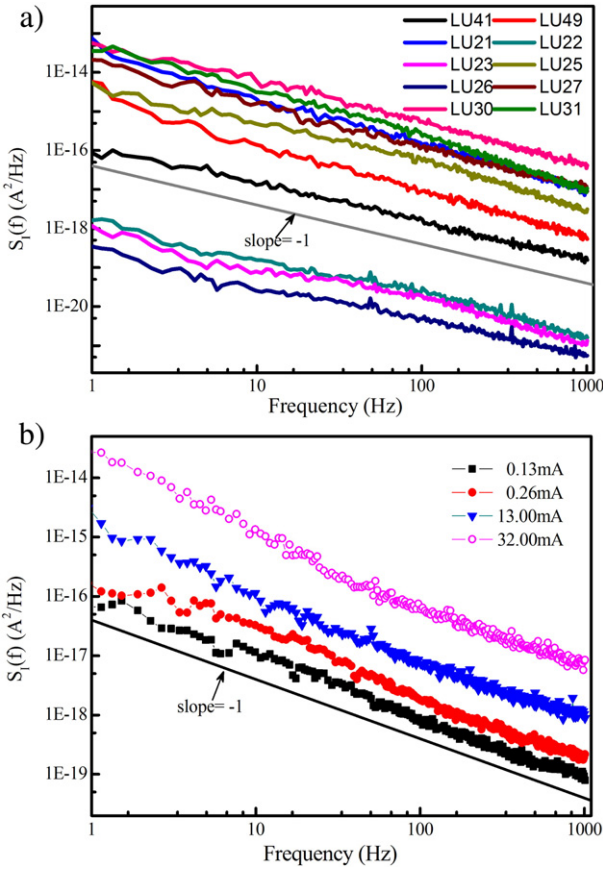 a)
LU41 LU49
LU21 LU22
LU23 LU25
LU26 LU27
LU30 LU31
1E-14
1E-16
1E-18
1E-20
S_I(f) (A^2/Hz)
slope= -1
1 10 100 1000
Frequency (Hz)
b)
0.13mA
0.26mA
13.00mA
32.00mA
1E-14
1E-15
1E-16
1E-17
1E-18
1E-19
S_I(f) (A^2/Hz)
slope= -1
1 10 100 1000
Frequency (Hz)